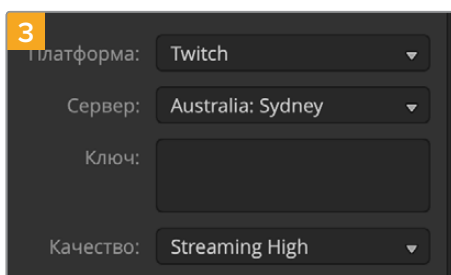 3
Платформа: Twitch
Сервер: Australia: Sydney
Ключ:
Качество: Streaming High